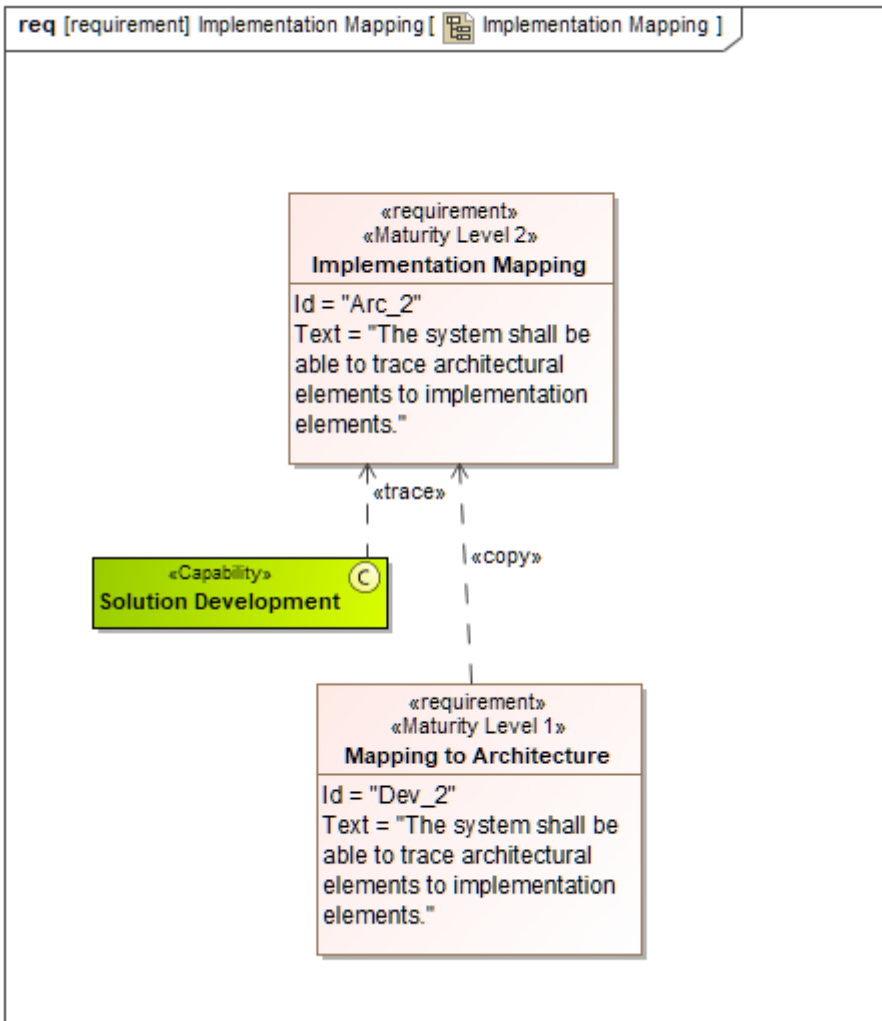 req [requirement] Implementation Mapping [ Implementation Mapping ]
«requirement»
«Maturity Level 2»
Implementation Mapping
Id = "Arc_2"
Text = "The system shall be
able to trace architectural
elements to implementation
elements."
«trace»
«copy»
«Capability»
C
Solution Development
«requirement»
«Maturity Level 1»
Mapping to Architecture
Id = "Dev_2"
Text = "The system shall be
able to trace architectural
elements to implementation
elements."